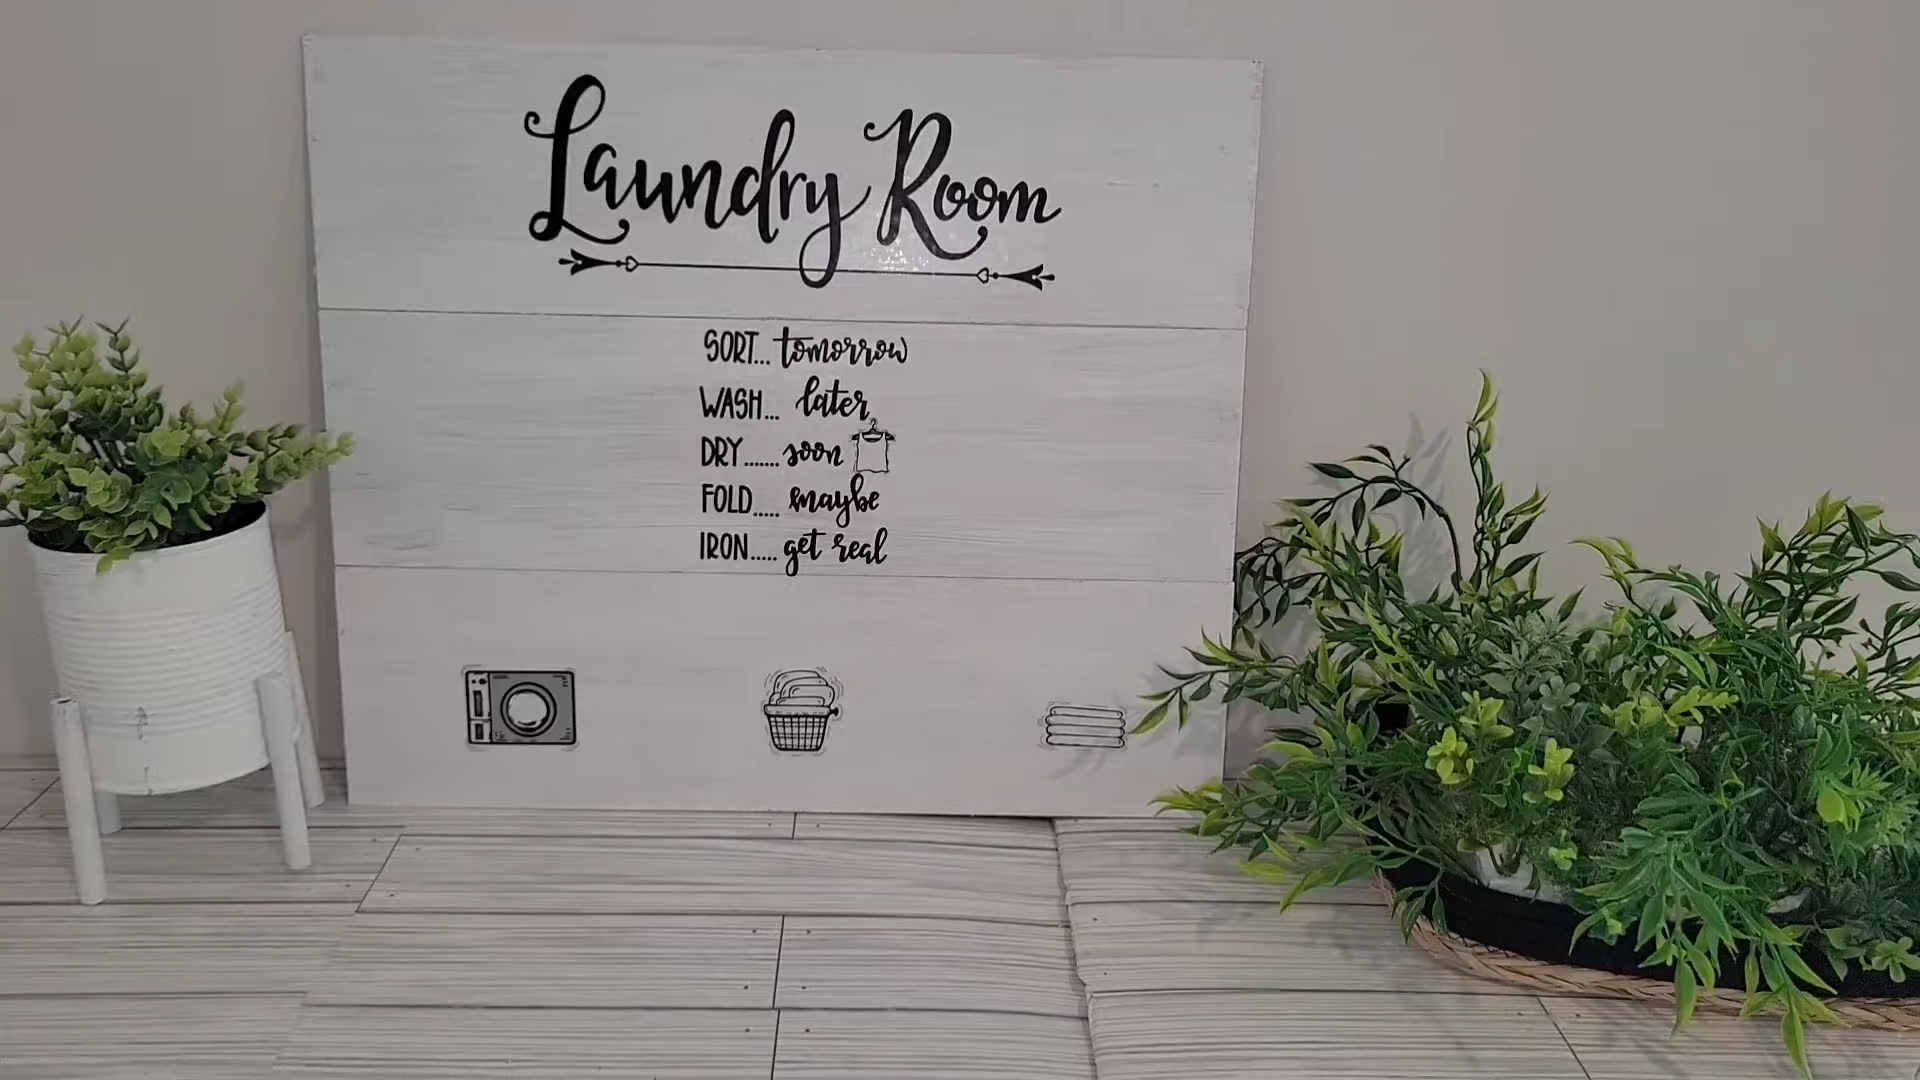 Laundry Room
SORT... tomorrow
WASH... later
DRY....... soon
FOLD..... maybe
IRON..... get real